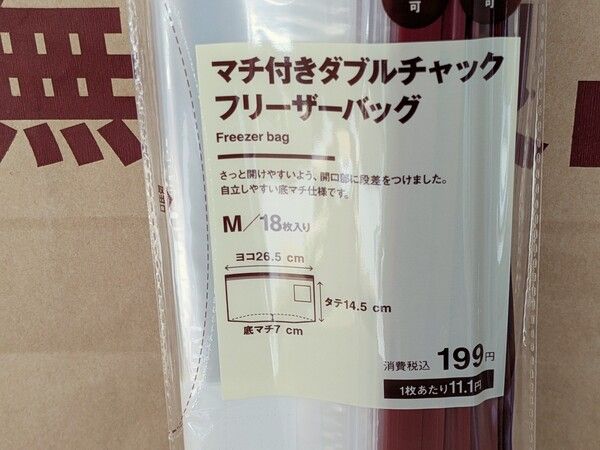 可
可
無
マチ付きダブルチャック
フリーザーバッグ
Freezer bag
さっと開けやすいよう、開口部に段差をつけました。
自立しやすい底マチ仕様です。
取出口
M/18枚入り
ヨコ26.5 cm
タテ14.5 cm
底マチ7 cm
消費税込 199円
1枚あたり11.1円